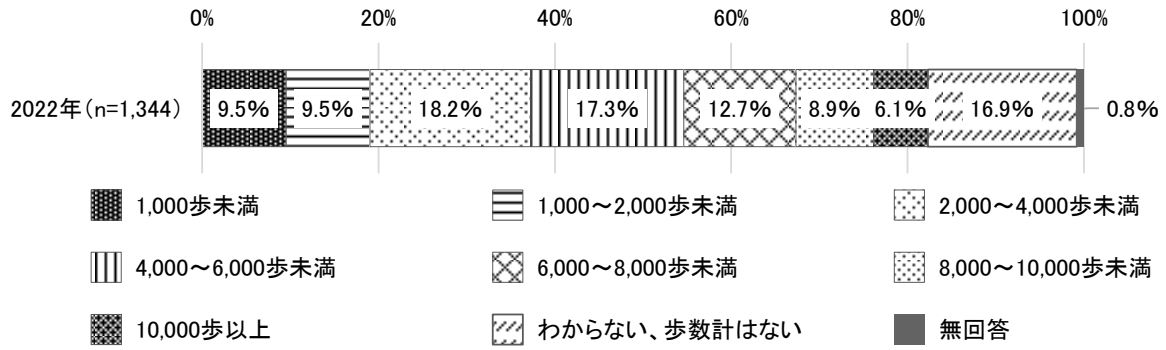 0% 20% 40% 60% 80% 100%
2022年(n=1,344) 9.5% 9.5% 18.2% 17.3% 12.7% 8.9% 6.1% 16.9% 0.8%
1,000歩未満 1,000～2,000歩未満 2,000～4,000歩未満
4,000～6,000歩未満 6,000～8,000歩未満 8,000～10,000歩未満
10,000歩以上 わからない、歩数計はない 無回答